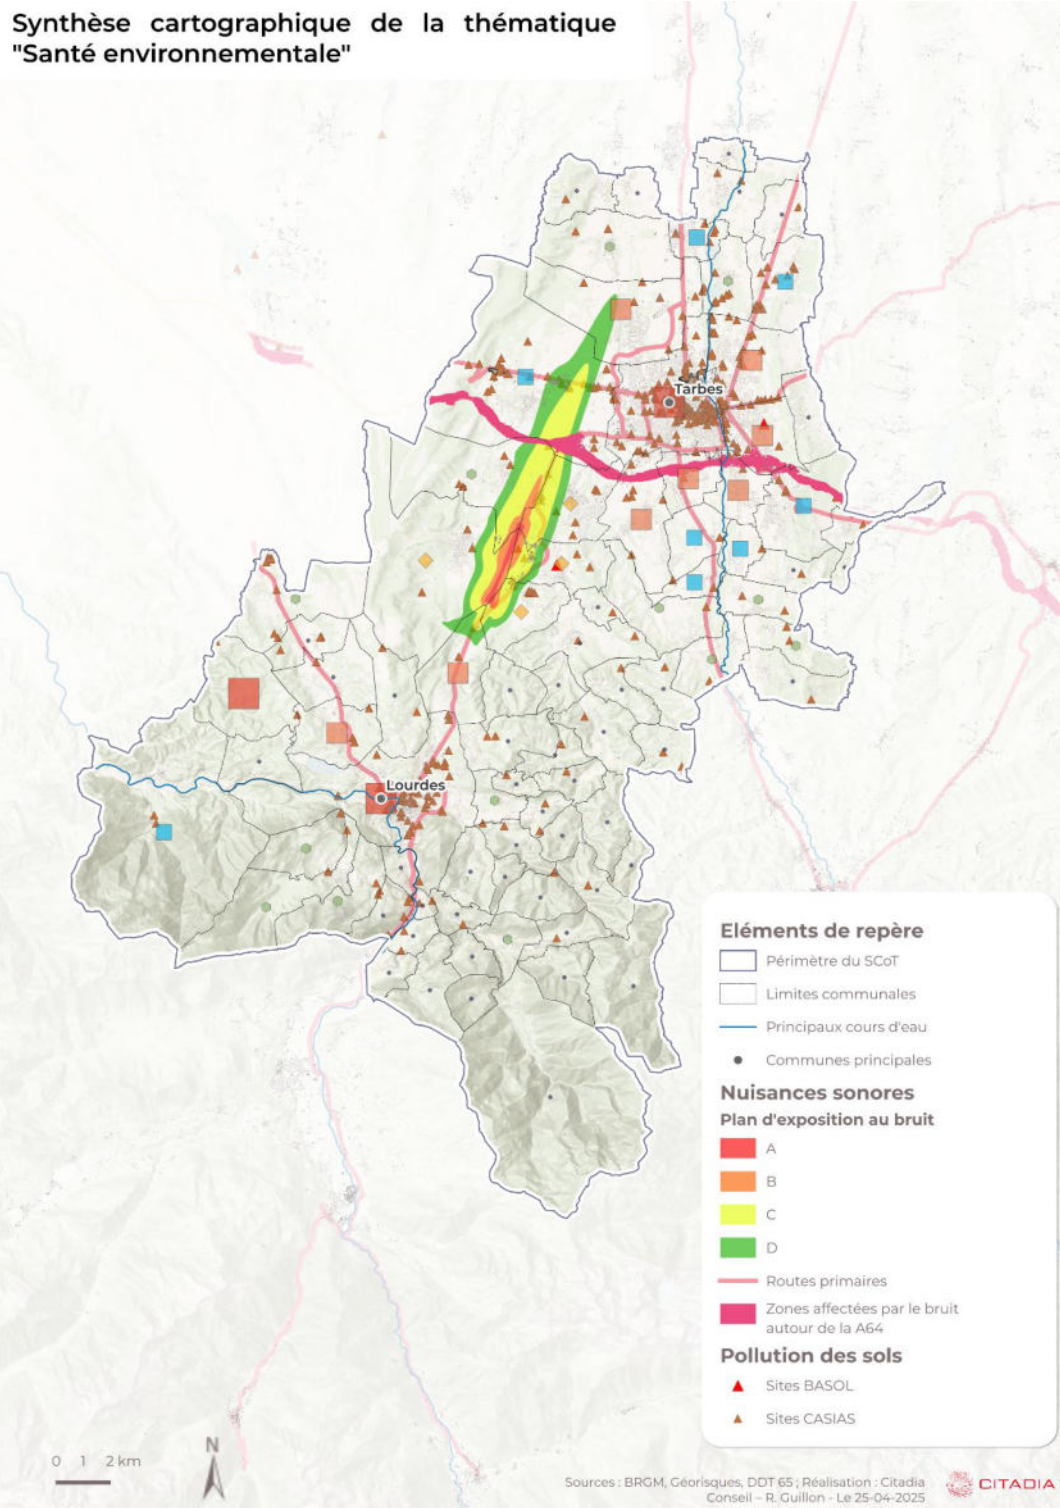 Synthèse cartographique de la thématique
"Santé environnementale"
Tarbes
Lourdes
Eléments de repère
Périmètre du SCoT
Limites communales
Principaux cours d'eau
Communes principales
Nuisances sonores
Plan d'exposition au bruit
A
B
C
D
Routes primaires
Zones affectées par le bruit
autour de la A64
Pollution des sols
Sites BASOL
Sites CASIAS
0 1 2 km
N
Sources : BRGM, Géorisques, DDT 65 ; Réalisation : Citadia
Conseil – R. Guillon - Le 25-04-2025
CITADIA